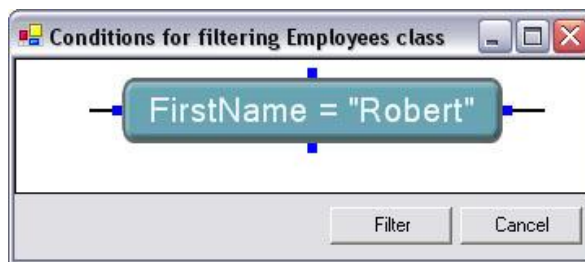 Conditions for filtering Employees class
FirstName = "Robert"
Filter Cancel